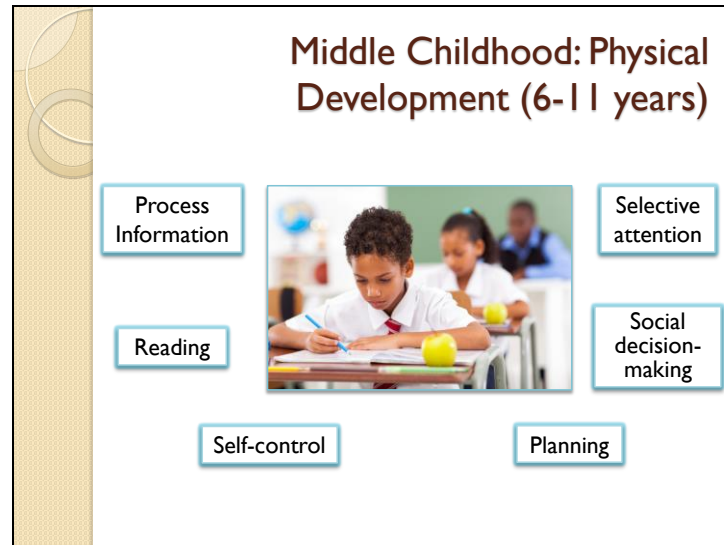 Middle Childhood: Physical
Development (6-11 years)
Process
Information
Selective
attention
Reading
Social
decision-
making
Self-control
Planning